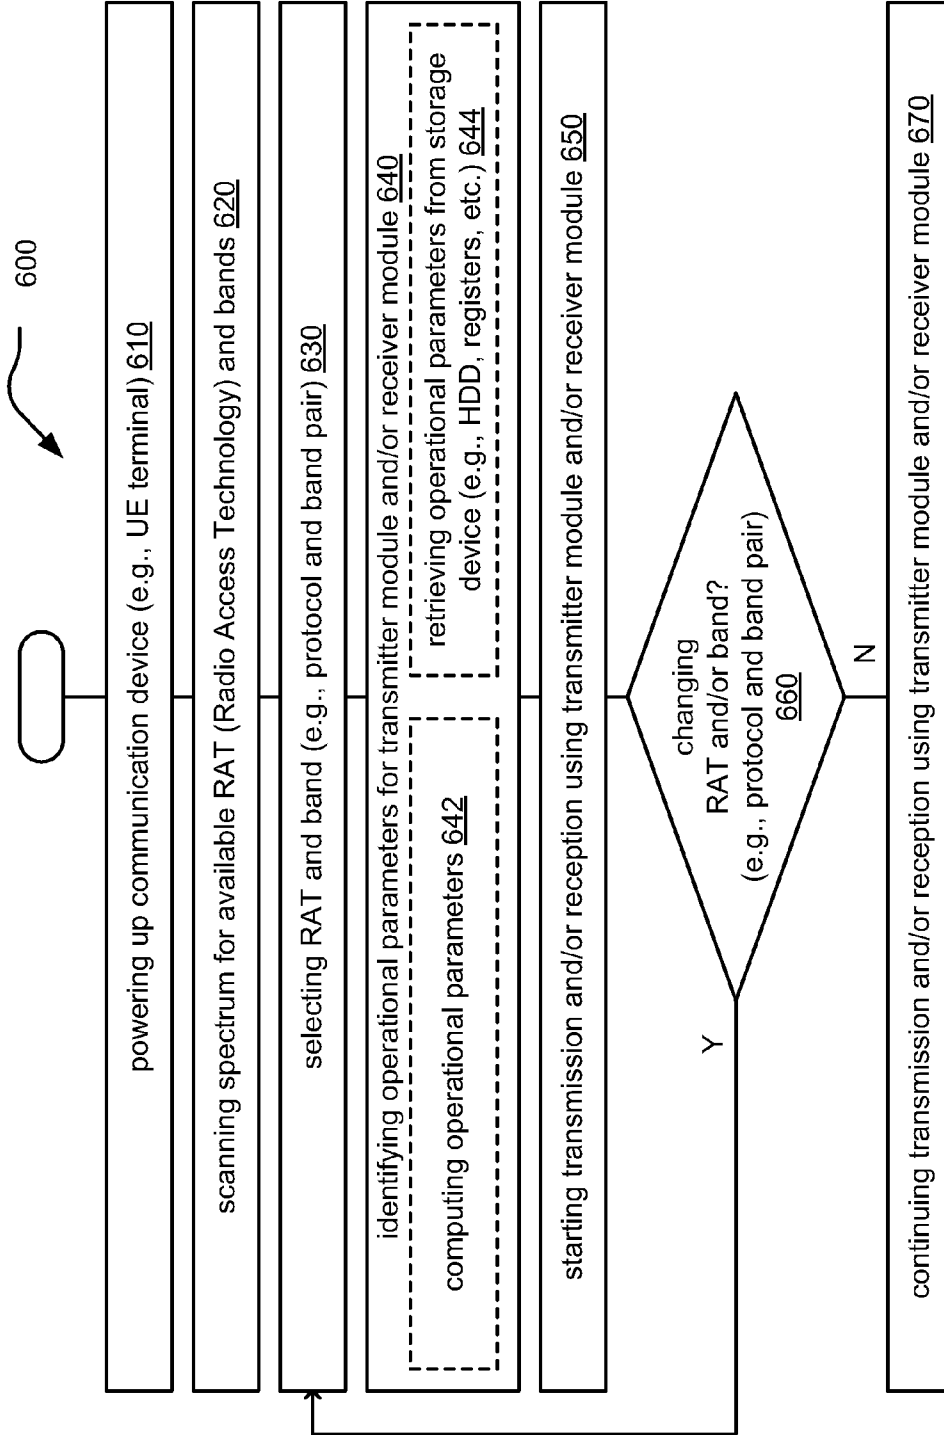 600
powering up communication device (e.g., UE terminal) 610
scanning spectrum for available RAT (Radio Access Technology) and bands 620
selecting RAT and band (e.g., protocol and band pair) 630
identifying operational parameters for transmitter module and/or receiver module 640
computing operational parameters 642
retrieving operational parameters from storage
device (e.g., HDD, registers, etc.) 644
starting transmission and/or reception using transmitter module and/or receiver module 650
changing
RAT and/or band?
(e.g., protocol and band pair)
660
Y
N
continuing transmission and/or reception using transmitter module and/or receiver module 670